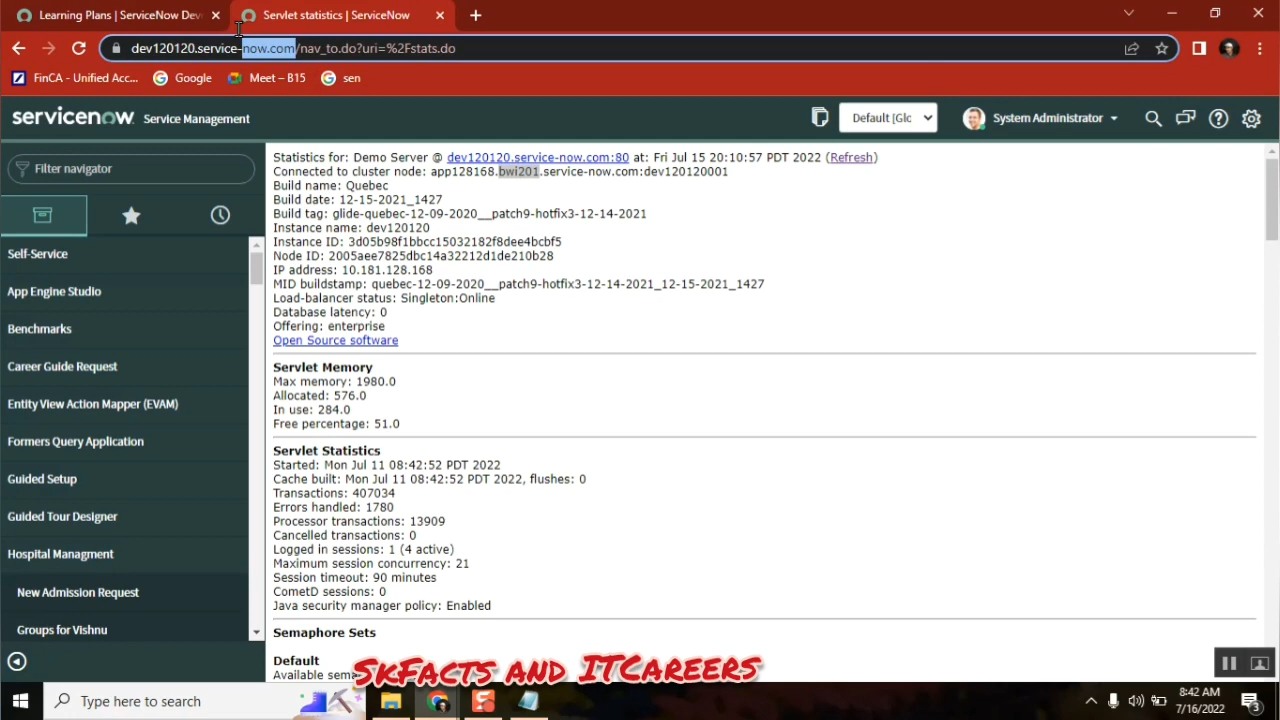 Learning Plans | ServiceNow Dev
Servlet statistics | ServiceNow
dev120120.service-now.com/nav_to.do?uri=%2Fstats.do
FinCA - Unified Acc...
Google
Meet – B15
sen
servicenow
Service Management
Default [Glo
System Administrator
Filter navigator
Self-Service
App Engine Studio
Benchmarks
Career Guide Request
Entity View Action Mapper (EVAM)
Formers Query Application
Guided Setup
Guided Tour Designer
Hospital Managment
New Admission Request
Groups for Vishnu
Statistics for: Demo Server @ dev120120.service-now.com:80 at: Fri Jul 15 20:10:57 PDT 2022 (Refresh)
Connected to cluster node: app128168.bwi201.service-now.com:dev120120001
Build name: Quebec
Build date: 12-15-2021_1427
Build tag: glide-quebec-12-09-2020__patch9-hotfix3-12-14-2021
Instance name: dev120120
Instance ID: 3d05b98f1bbcc15032182f8dee4bcbf5
Node ID: 2005aee7825dbc14a32212d1de210b28
IP address: 10.181.128.168
MID buildstamp: quebec-12-09-2020__patch9-hotfix3-12-14-2021_12-15-2021_1427
Load-balancer status: Singleton:Online
Database latency: 0
Offering: enterprise
Open Source software
Servlet Memory
Max memory: 1980.0
Allocated: 576.0
In use: 284.0
Free percentage: 51.0
Servlet Statistics
Started: Mon Jul 11 08:42:52 PDT 2022
Cache built: Mon Jul 11 08:42:52 PDT 2022, flushes: 0
Transactions: 407034
Errors handled: 1780
Processor transactions: 13909
Cancelled transactions: 0
Logged in sessions: 1 (4 active)
Maximum session concurrency: 21
Session timeout: 90 minutes
CometD sessions: 0
Java security manager policy: Enabled
Semaphore Sets
Default
Available sema
SkFacts and ITCareers
Type here to search
8:42 AM
7/16/2022
3